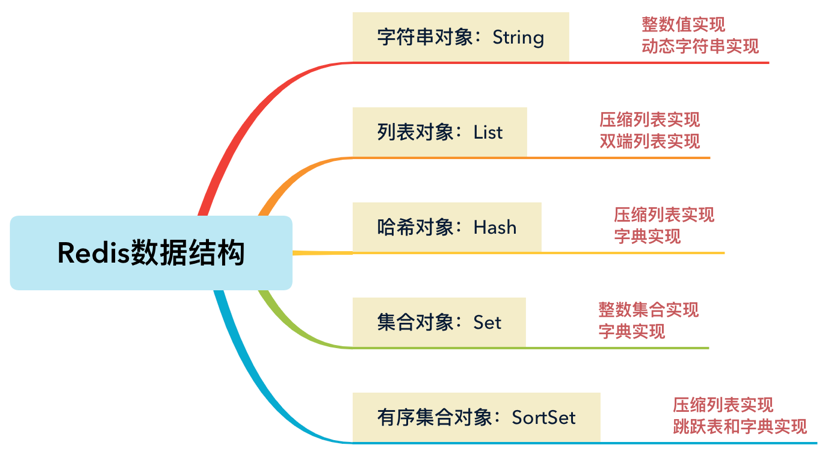 Redis数据结构
字符串对象：String
整数值实现
动态字符串实现
列表对象：List
压缩列表实现
双端列表实现
哈希对象：Hash
压缩列表实现
字典实现
集合对象：Set
整数集合实现
字典实现
有序集合对象：SortSet
压缩列表实现
跳跃表和字典实现